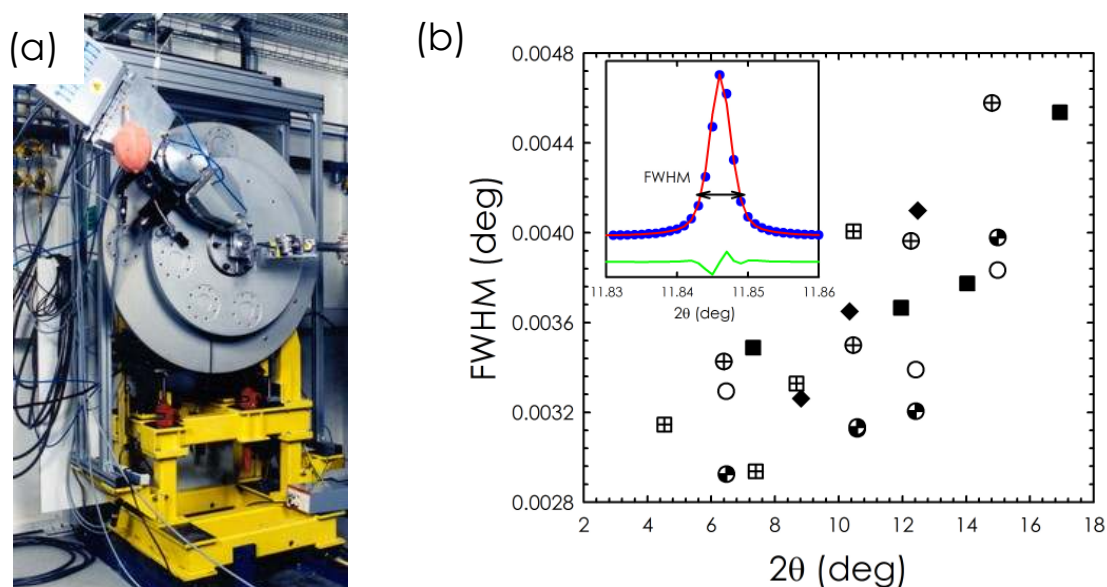 (a)
(b)
0.0048
0.0044
0.0040
0.0036
0.0032
0.0028
FWHM (deg)
FWHM
11.83 11.84 11.85 11.86
2θ (deg)
2 4 6 8 10 12 14 16 18
2θ (deg)